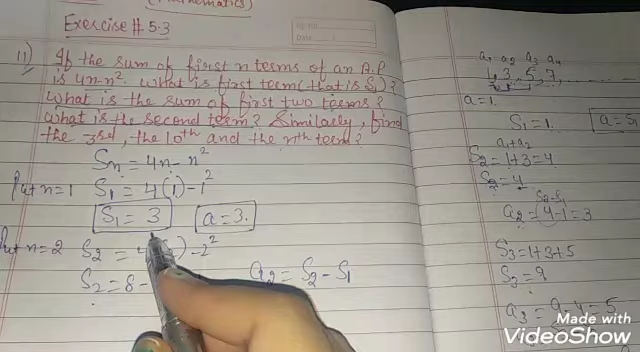 (Mathematics)
Exercise # 5.3
11) If the sum of first n terms of an A.P
is 4n-n². what is first term (that is S₁)?
what is the sum of first two terms?
what is the second term? Similarly, find
the 3rd, the 10th and the nth term?
Sn = 4n - n²
Put n=1 S₁ = 4(1) - 1²
S₁ = 3 a = 3.
Put n=2 S₂ = - 2²
S₂ = 8 - a₂ = S₂ - S₁
a₁ a₂ a₃ a₄
1, 3, 5, 7,
a = 1.
S₁ = 1. a = S₁
a₁+a₂
S₂ = 1+3 = 4
S₂ = 4
S₂-S₁
a₂ = 4-1 = 3
S₃ = 1+3+5
S₃ = 9
a₃ = 9-4 = 5
Made with
VideoShow